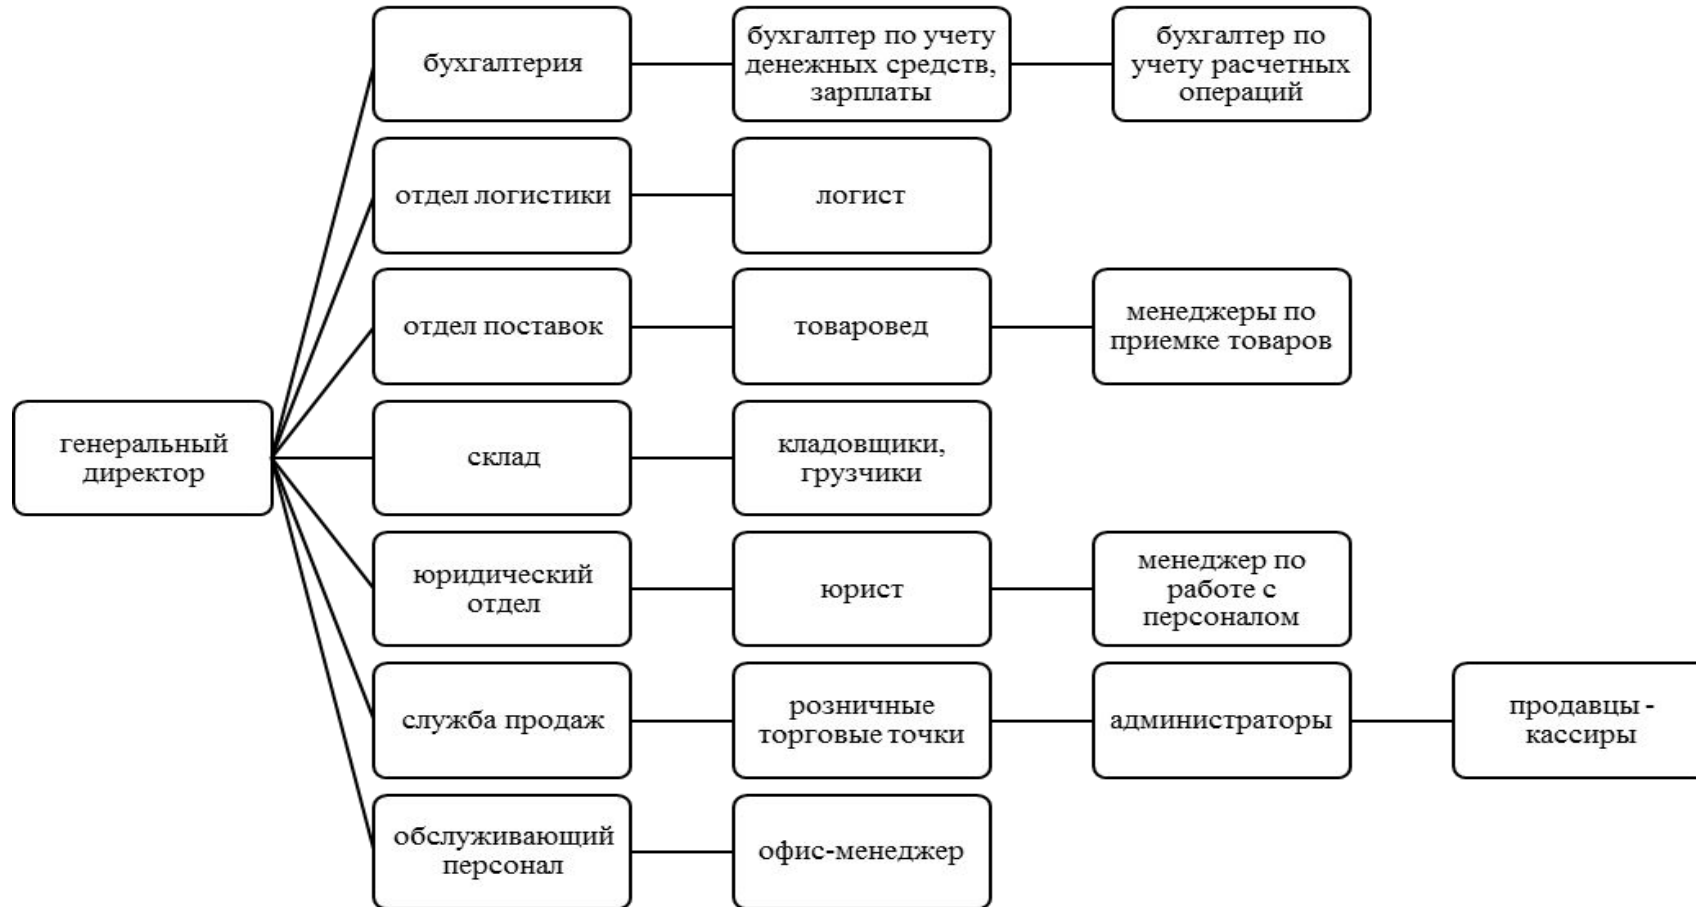 бухгалтерия
бухгалтер по учету
денежных средств,
зарплаты
бухгалтер по
учету расчетных
операций
отдел логистики
логист
отдел поставок
товаровед
менеджеры по
приемке товаров
генеральный
директор
склад
кладовщики,
грузчики
юридический
отдел
юрист
менеджер по
работе с
персоналом
служба продаж
розничные
торговые точки
администраторы
продавцы -
кассиры
обслуживающий
персонал
офис-менеджер